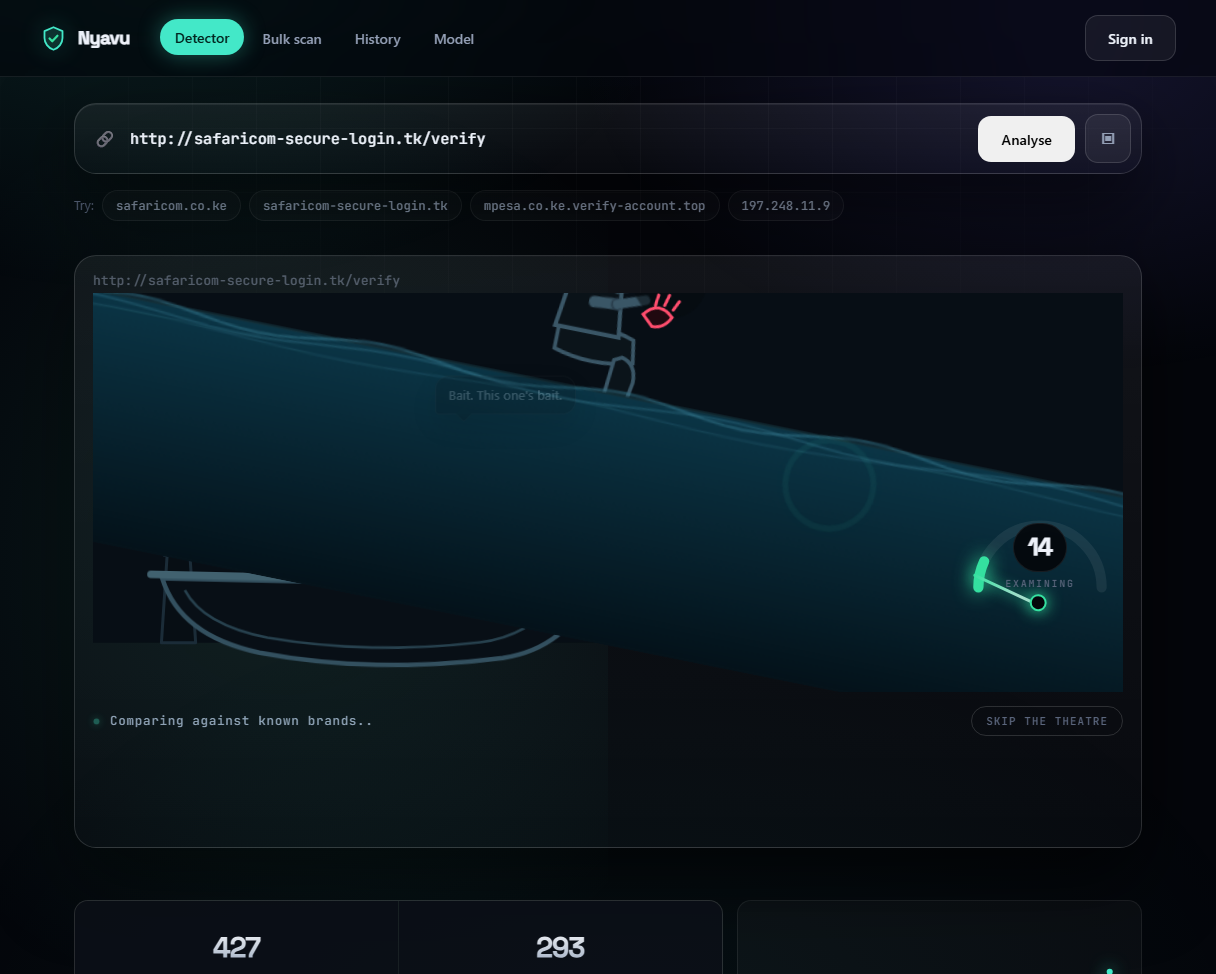 Nyavu
Detector
Bulk scan
History
Model
Sign in
http://safaricom-secure-login.tk/verify
Analyse
Try:
safaricom.co.ke
safaricom-secure-login.tk
mpesa.co.ke.verify-account.top
197.248.11.9
http://safaricom-secure-login.tk/verify
Bait. This one's bait.
14
EXAMINING
Comparing against known brands..
SKIP THE THEATRE
427
293